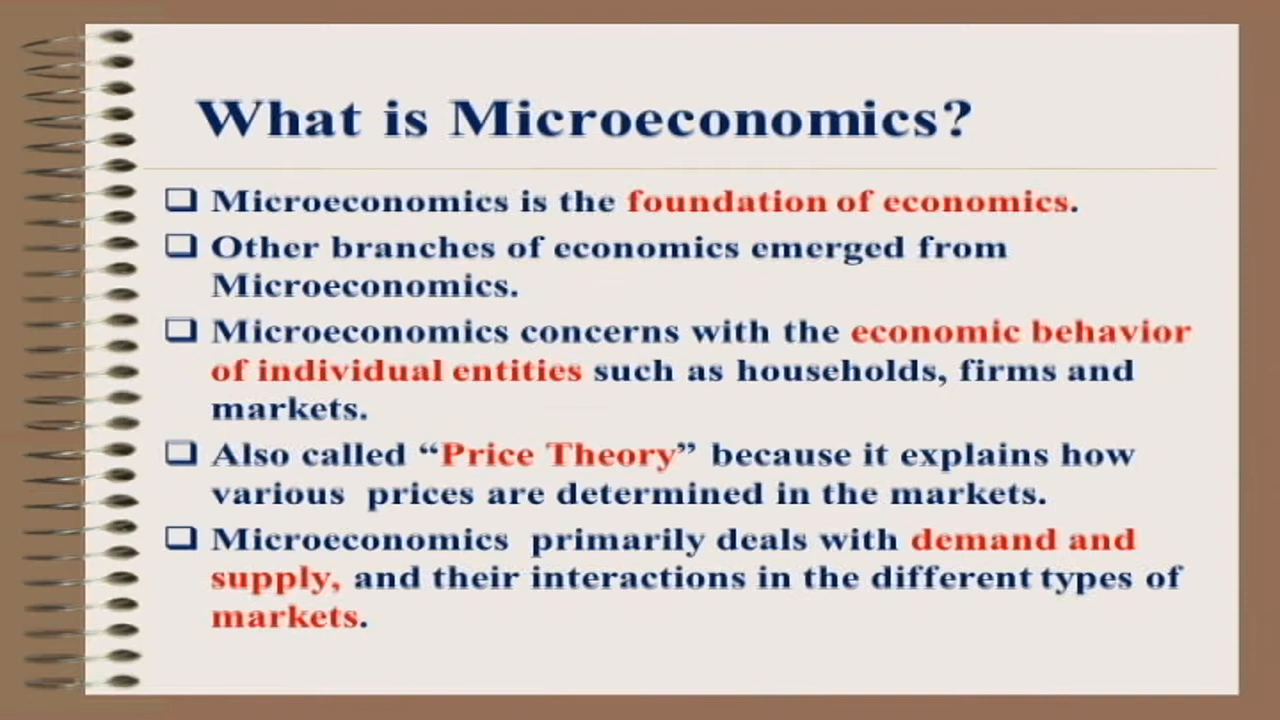 What is Microeconomics?
❑ Microeconomics is the foundation of economics.
❑ Other branches of economics emerged from
Microeconomics.
❑ Microeconomics concerns with the economic behavior
of individual entities such as households, firms and
markets.
❑ Also called “Price Theory” because it explains how
various prices are determined in the markets.
❑ Microeconomics primarily deals with demand and
supply, and their interactions in the different types of
markets.